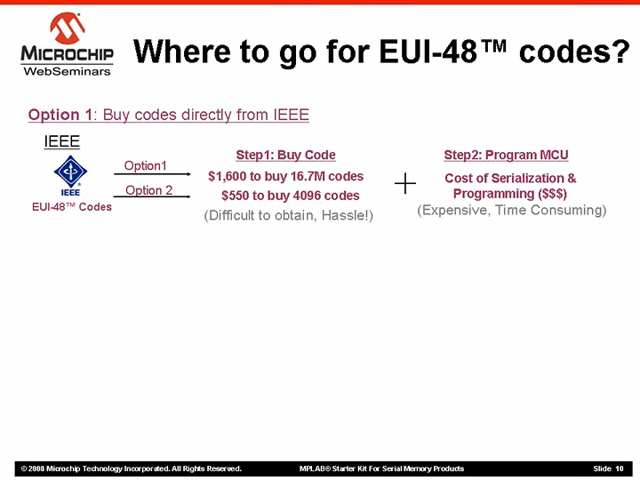 MICROCHIP
WebSeminars
Where to go for EUI-48™ codes?
Option 1: Buy codes directly from IEEE
IEEE
IEEE
EUI-48™ Codes
Option1
Option 2
Step1: Buy Code
$1,600 to buy 16.7M codes
$550 to buy 4096 codes
(Difficult to obtain, Hassle!)
+
Step2: Program MCU
Cost of Serialization &
Programming ($$$)
(Expensive, Time Consuming)
© 2008 Microchip Technology Incorporated. All Rights Reserved.
MPLAB® Starter Kit For Serial Memory Products
Slide 10